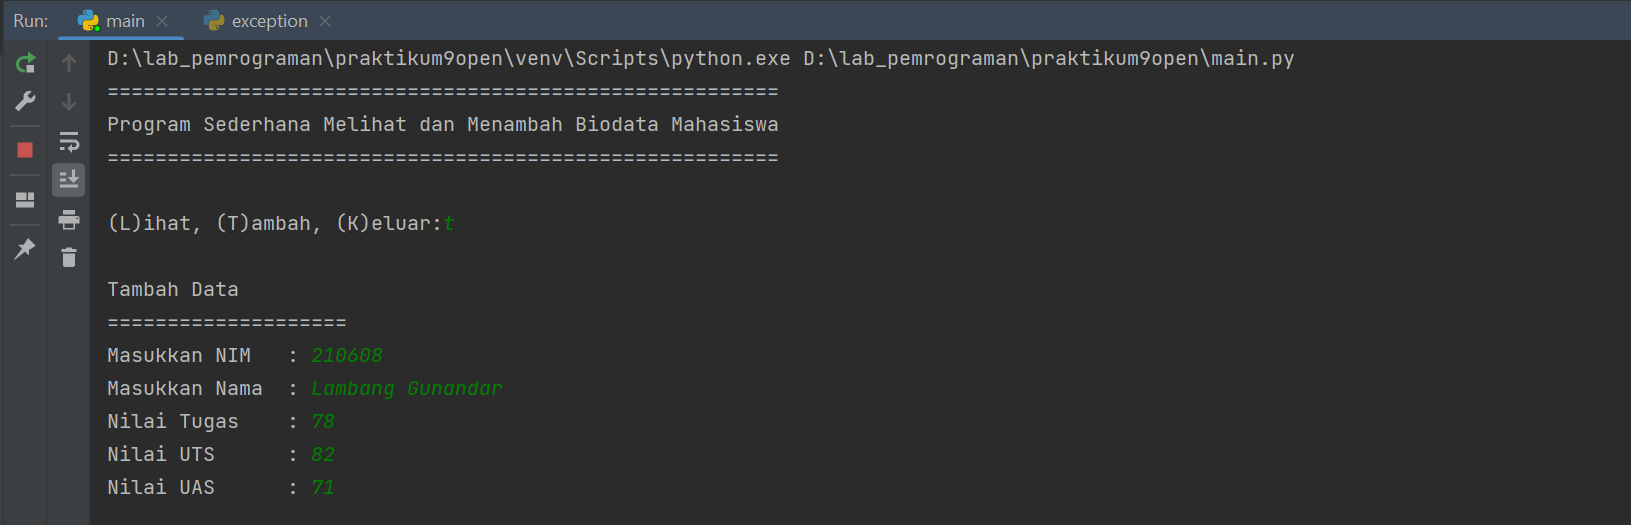 Run: main exception
D:\lab_pemrograman\praktikum9open\venv\Scripts\python.exe D:\lab_pemrograman\praktikum9open\main.py
========================================================
Program Sederhana Melihat dan Menambah Biodata Mahasiswa
========================================================
(L)ihat, (T)ambah, (K)eluar:t
Tambah Data
====================
Masukkan NIM   : 210608
Masukkan Nama  : Lambang Gunandar
Nilai Tugas    : 78
Nilai UTS      : 82
Nilai UAS      : 71